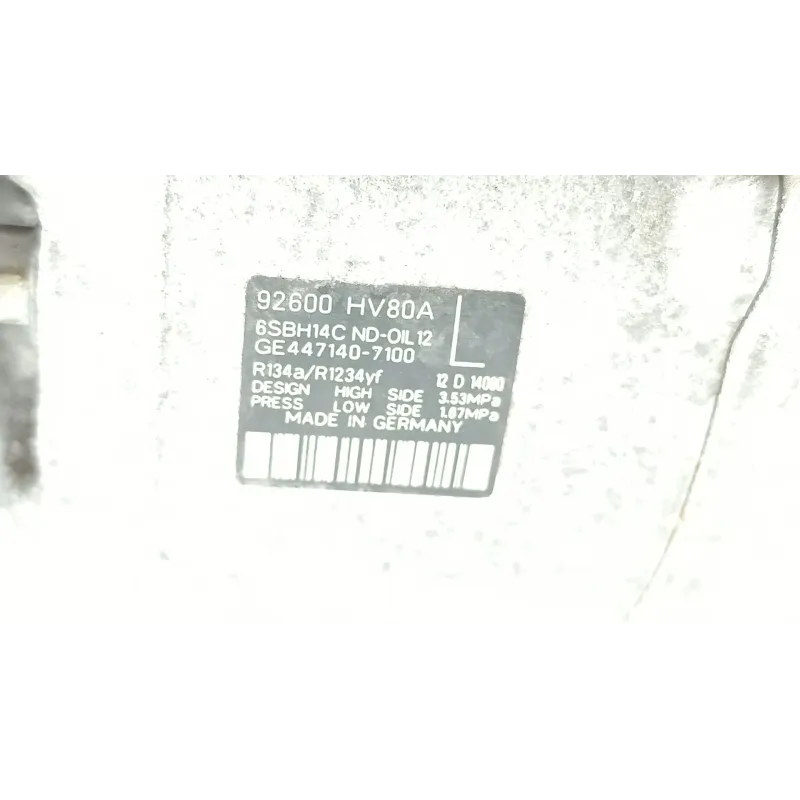 92600 HV80A L
6SBH14C ND-OIL12
GE447140-7100
R134a/R1234yf 12 D 14080
DESIGN HIGH SIDE 3.53MPa
PRESS LOW SIDE 1.67MPa
MADE IN GERMANY